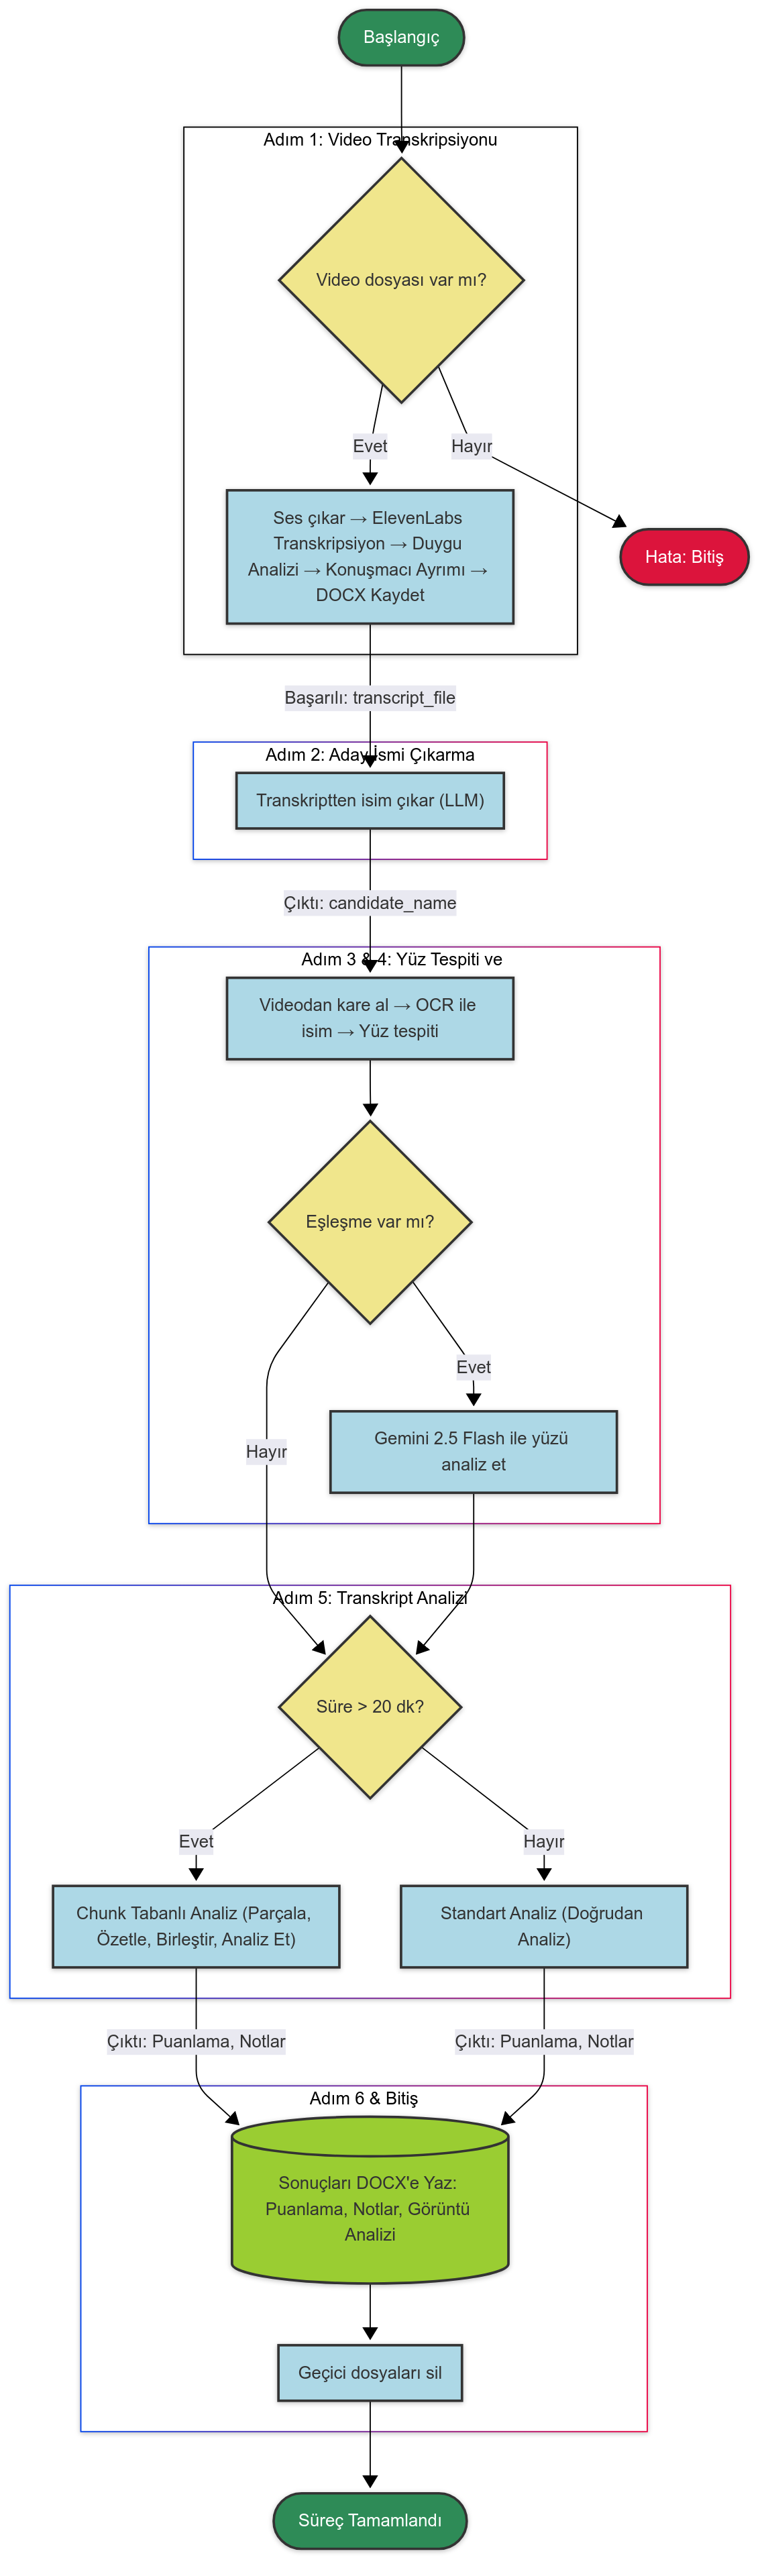 Başlangıç
Adım 1: Video Transkripsiyonu
Video dosyası var mı?
Evet
Hayır
Ses çıkar → ElevenLabs
Transkripsiyon → Duygu
Analizi → Konuşmacı Ayrımı →
DOCX Kaydet
Hata: Bitiş
Başarılı: transcript_file
Adım 2: Aday İsmi Çıkarma
Transkriptten isim çıkar (LLM)
Çıktı: candidate_name
Adım 3 & 4: Yüz Tespiti ve
Videodan kare al → OCR ile
isim → Yüz tespiti
Eşleşme var mı?
Evet
Gemini 2.5 Flash ile yüzü
analiz et
Hayır
Adım 5: Transkript Analizi
Süre > 20 dk?
Evet
Hayır
Chunk Tabanlı Analiz (Parçala,
Özetle, Birleştir, Analiz Et)
Standart Analiz (Doğrudan
Analiz)
Çıktı: Puanlama, Notlar
Çıktı: Puanlama, Notlar
Adım 6 & Bitiş
Sonuçları DOCX'e Yaz:
Puanlama, Notlar, Görüntü
Analizi
Geçici dosyaları sil
Süreç Tamamlandı